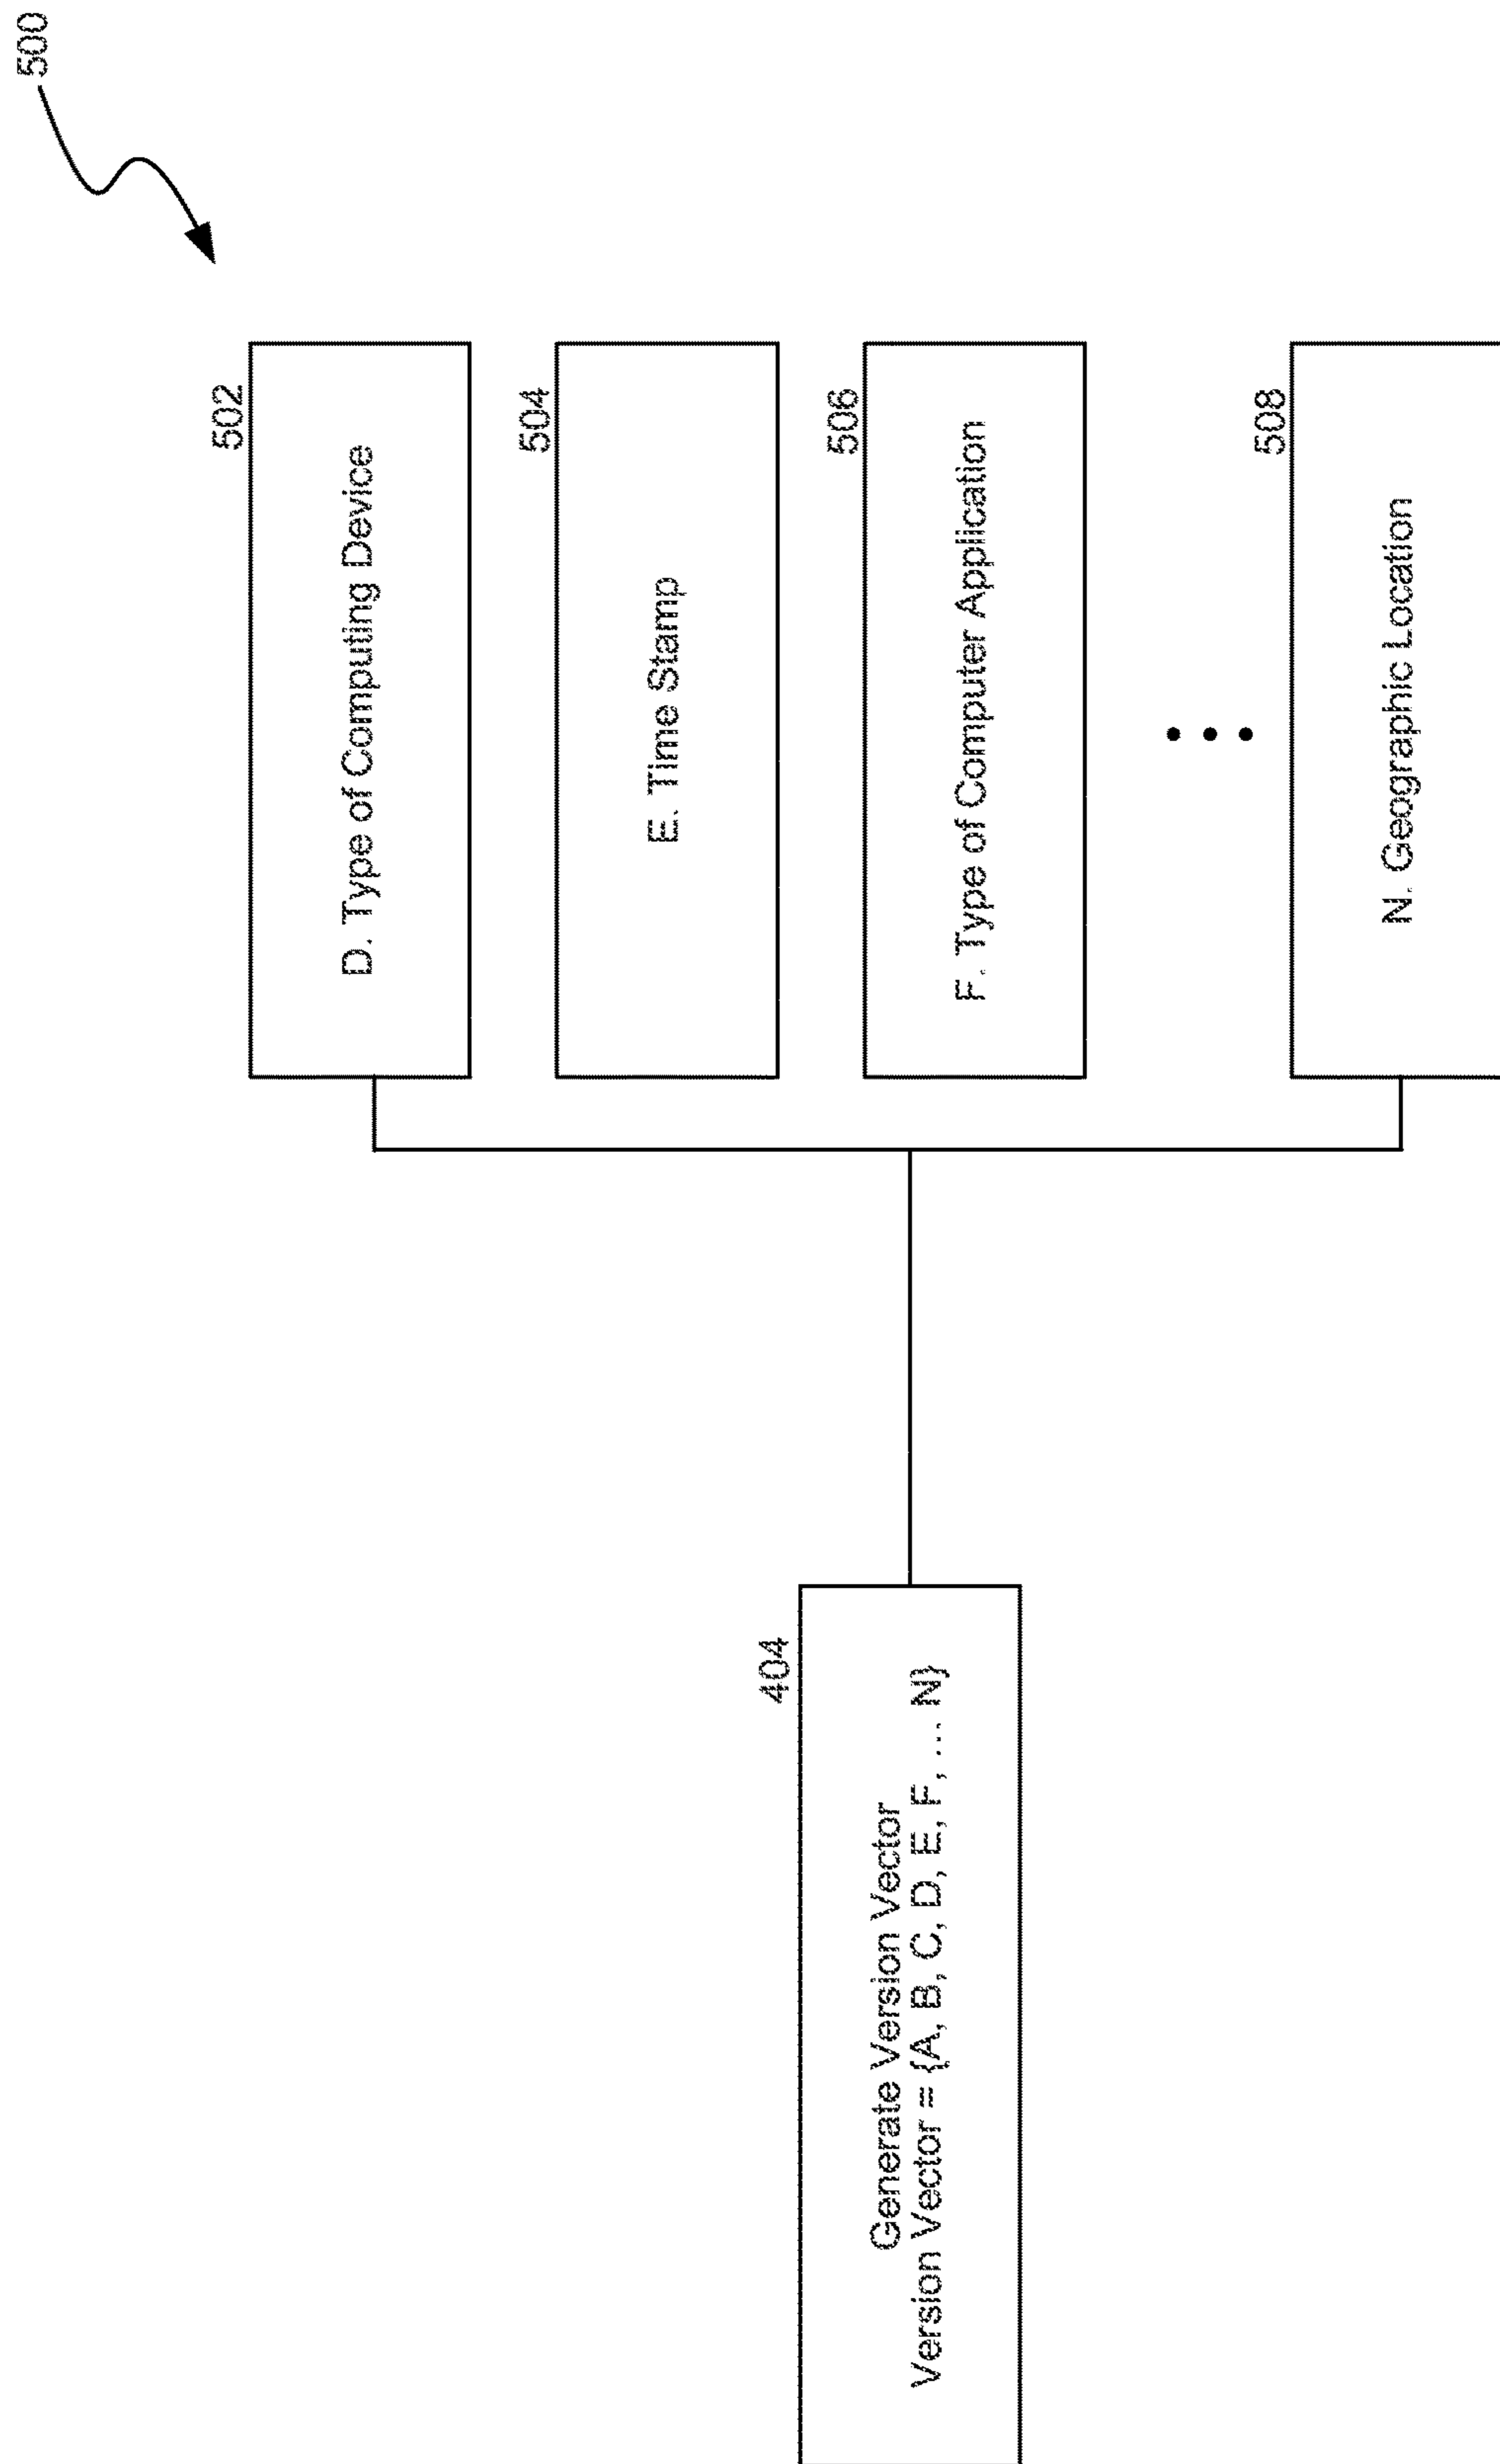 500
404
Generate Version Vector
Version Vector = {A, B, C, D, E, F, ... N}
502
D. Type of Computing Device
504
E. Time Stamp
506
F. Type of Computer Application
508
N. Geographic Location